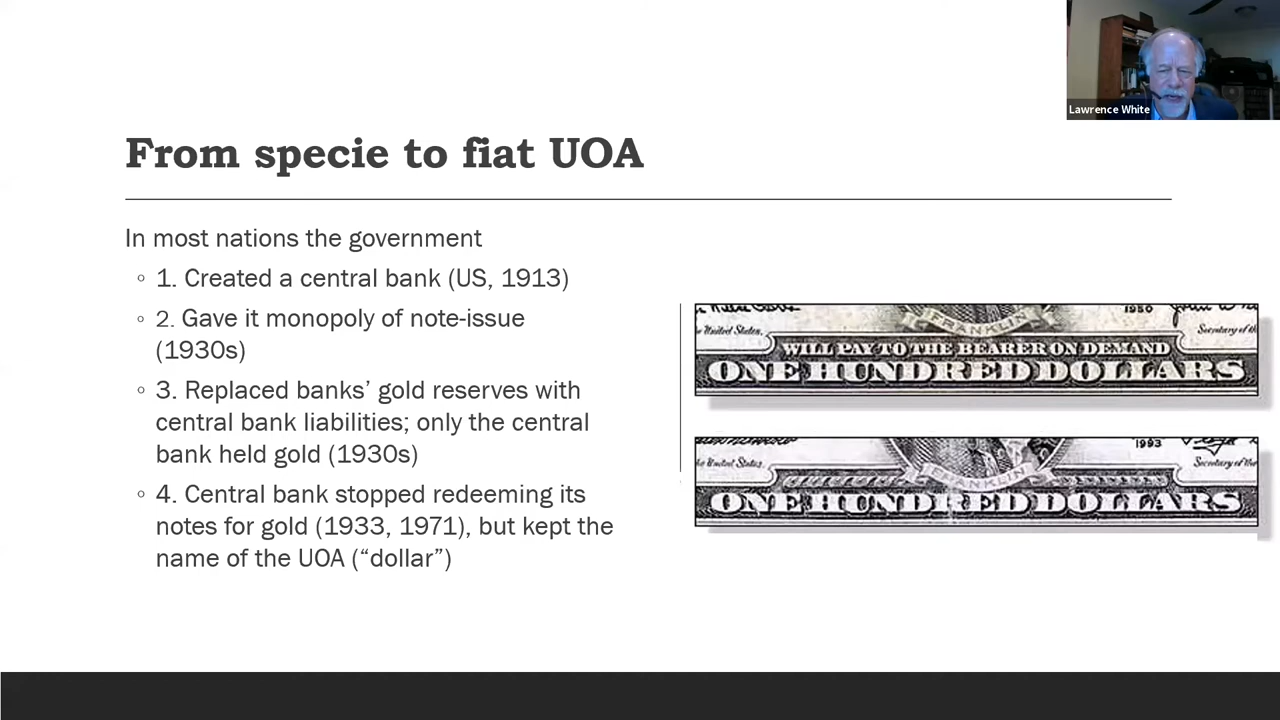 Lawrence White
From specie to fiat UOA
In most nations the government
◦ 1. Created a central bank (US, 1913)
◦ 2. Gave it monopoly of note-issue
(1930s)
◦ 3. Replaced banks’ gold reserves with
central bank liabilities; only the central
bank held gold (1930s)
◦ 4. Central bank stopped redeeming its
notes for gold (1933, 1971), but kept the
name of the UOA (“dollar”)
1950
FRANKLIN
United States,
Secretary of
WILL PAY TO THE BEARER ON DEMAND
ONE HUNDRED DOLLARS
1993
United States,
Secretary of the
FRANKLIN
ONE HUNDRED DOLLARS